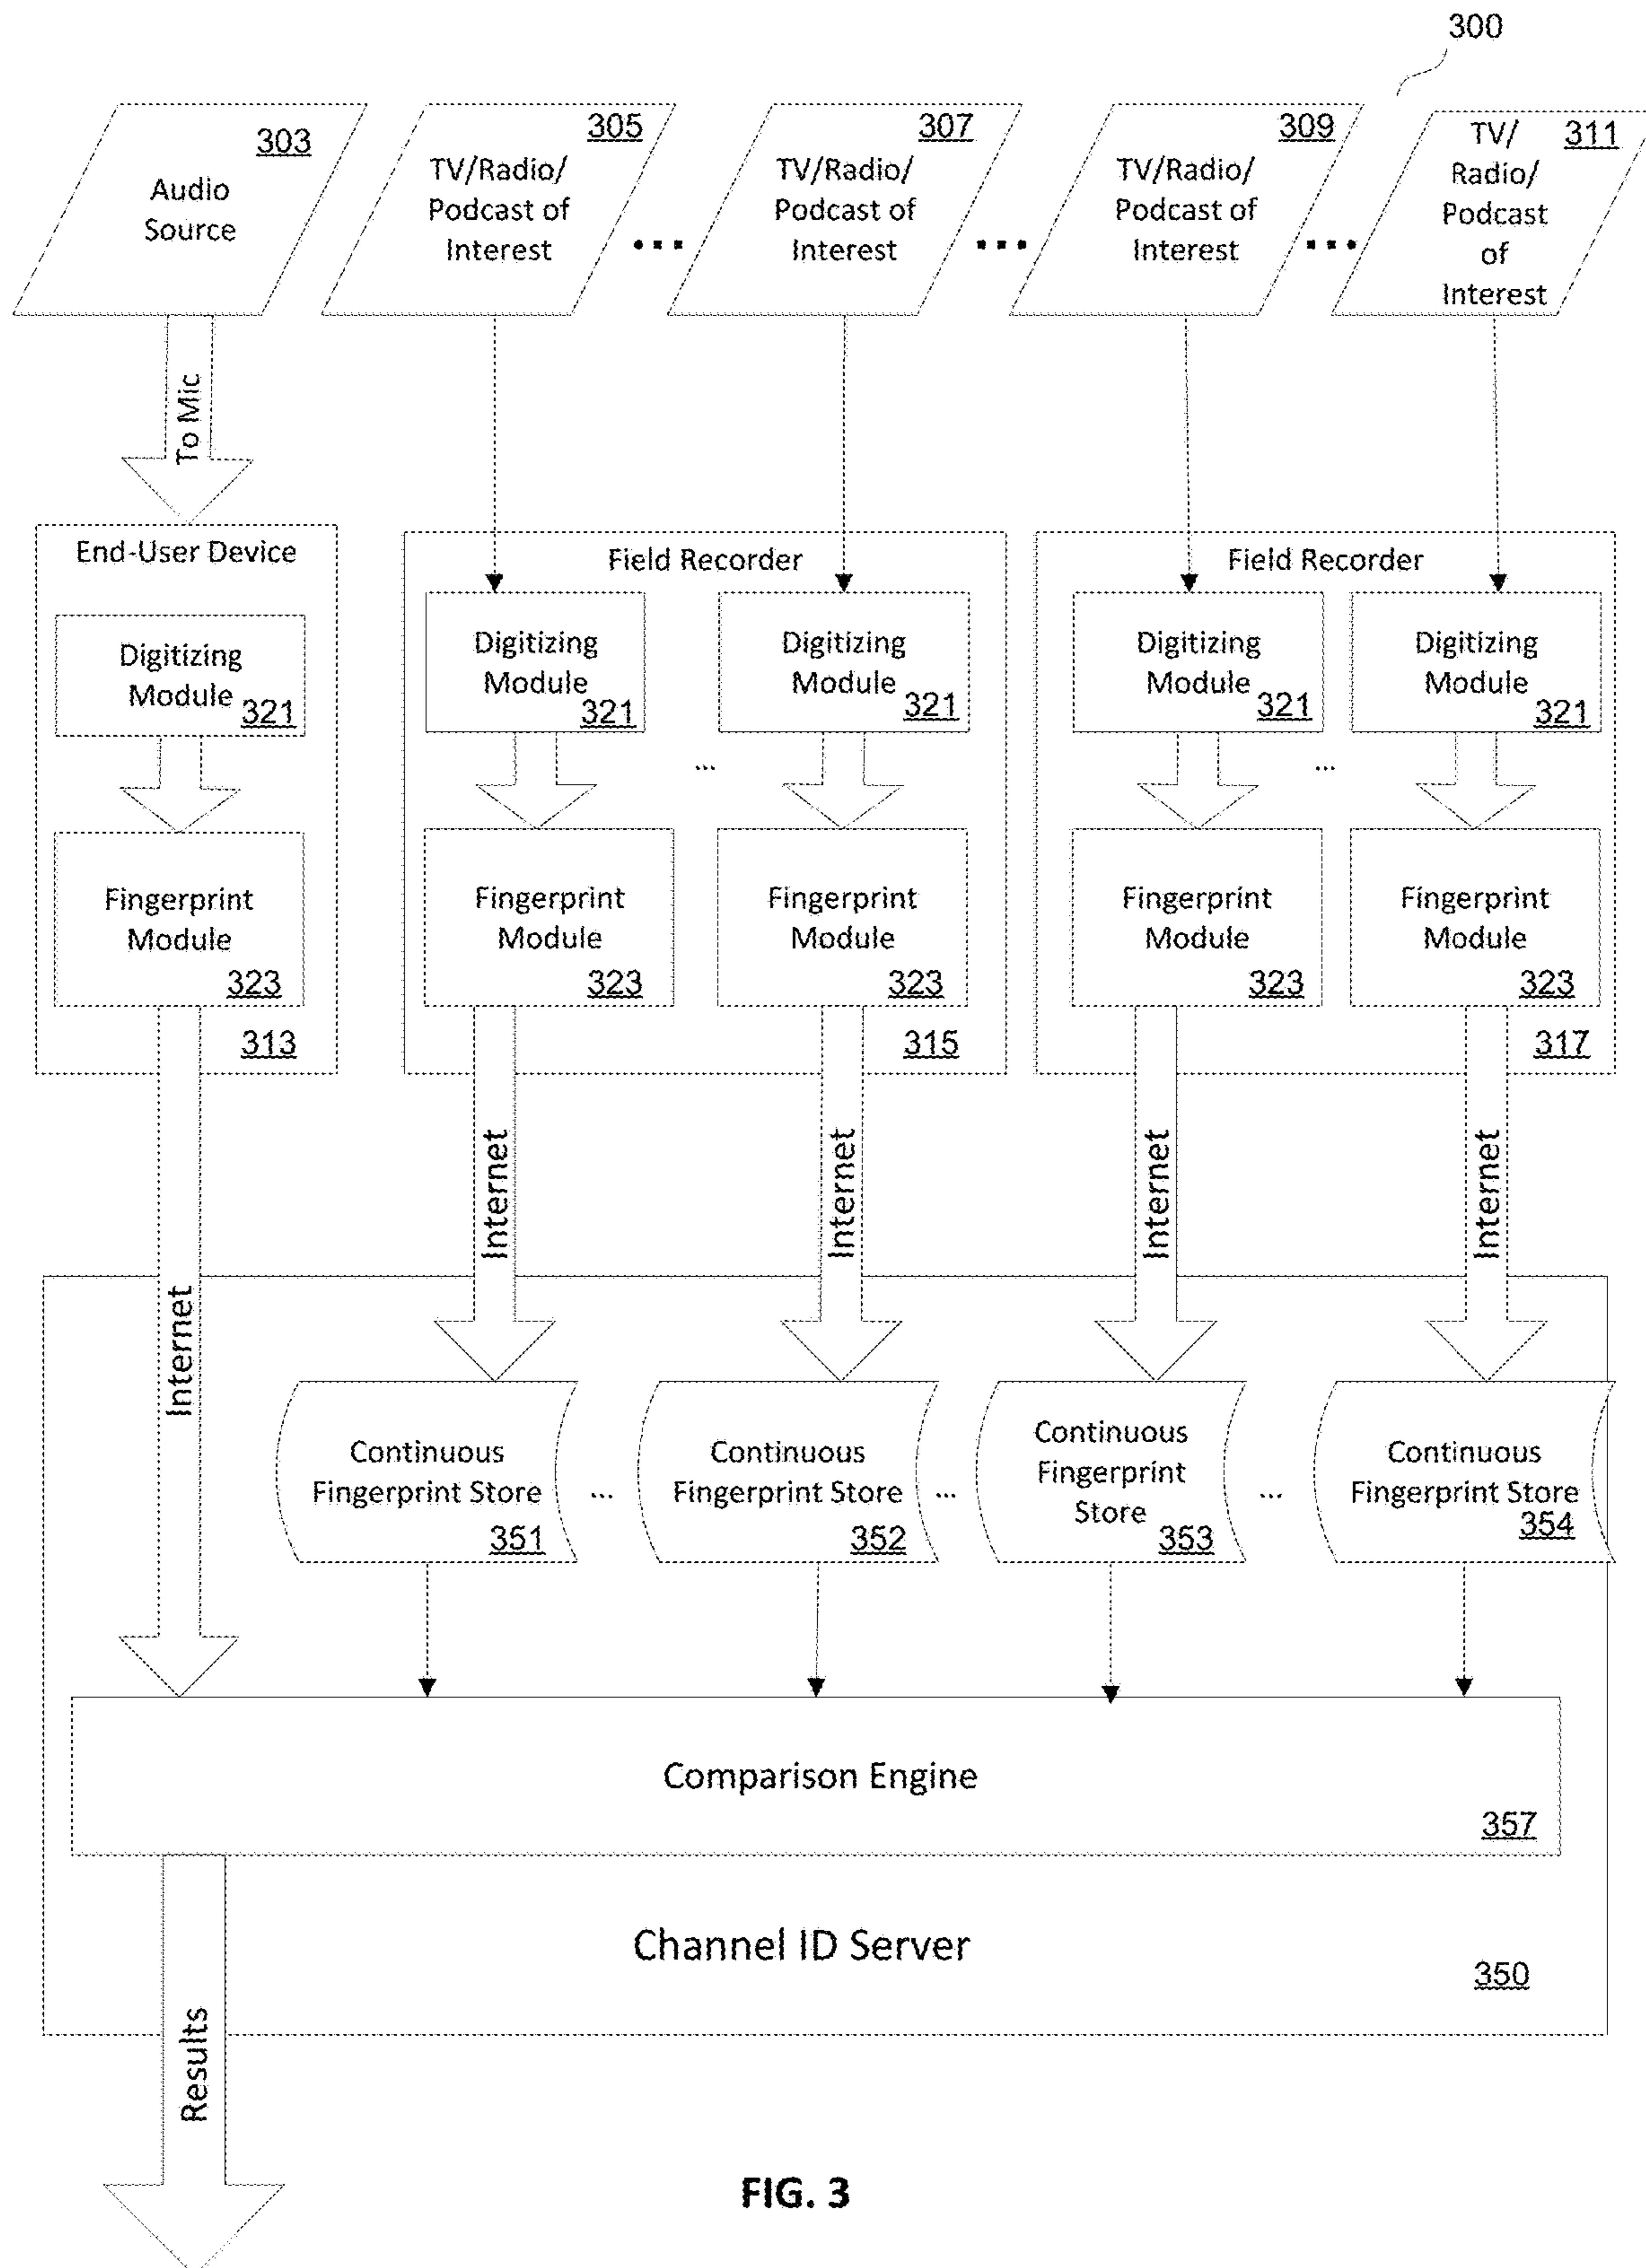 300
303
Audio
Source
305
TV/Radio/
Podcast of
Interest
...
307
TV/Radio/
Podcast of
Interest
...
309
TV/Radio/
Podcast of
Interest
...
311
TV/
Radio/
Podcast
of
Interest
To Mic
End-User Device
Digitizing
Module
321
Fingerprint
Module
323
313
Field Recorder
Digitizing
Module
321
Digitizing
Module
321
...
Fingerprint
Module
323
Fingerprint
Module
323
315
Field Recorder
Digitizing
Module
321
Digitizing
Module
321
...
Fingerprint
Module
323
Fingerprint
Module
323
317
Internet
Internet
Internet
Internet
Internet
Continuous
Fingerprint Store
351
...
Continuous
Fingerprint Store
352
...
Continuous
Fingerprint
Store
353
...
Continuous
Fingerprint Store
354
Comparison Engine
357
Channel ID Server
350
Results
FIG. 3